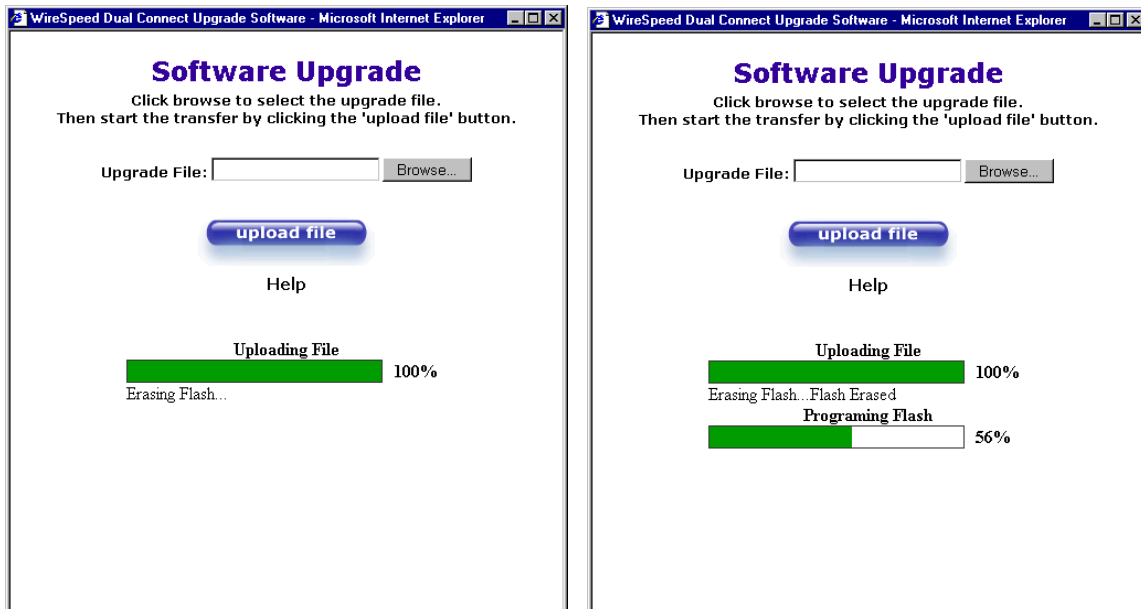 WireSpeed Dual Connect Upgrade Software - Microsoft Internet Explorer
Software Upgrade
Click browse to select the upgrade file.
Then start the transfer by clicking the 'upload file' button.
Upgrade File:
Browse...
upload file
Help
Uploading File
100%
Erasing Flash...
WireSpeed Dual Connect Upgrade Software - Microsoft Internet Explorer
Software Upgrade
Click browse to select the upgrade file.
Then start the transfer by clicking the 'upload file' button.
Upgrade File:
Browse...
upload file
Help
Uploading File
100%
Erasing Flash...Flash Erased
Programing Flash
56%